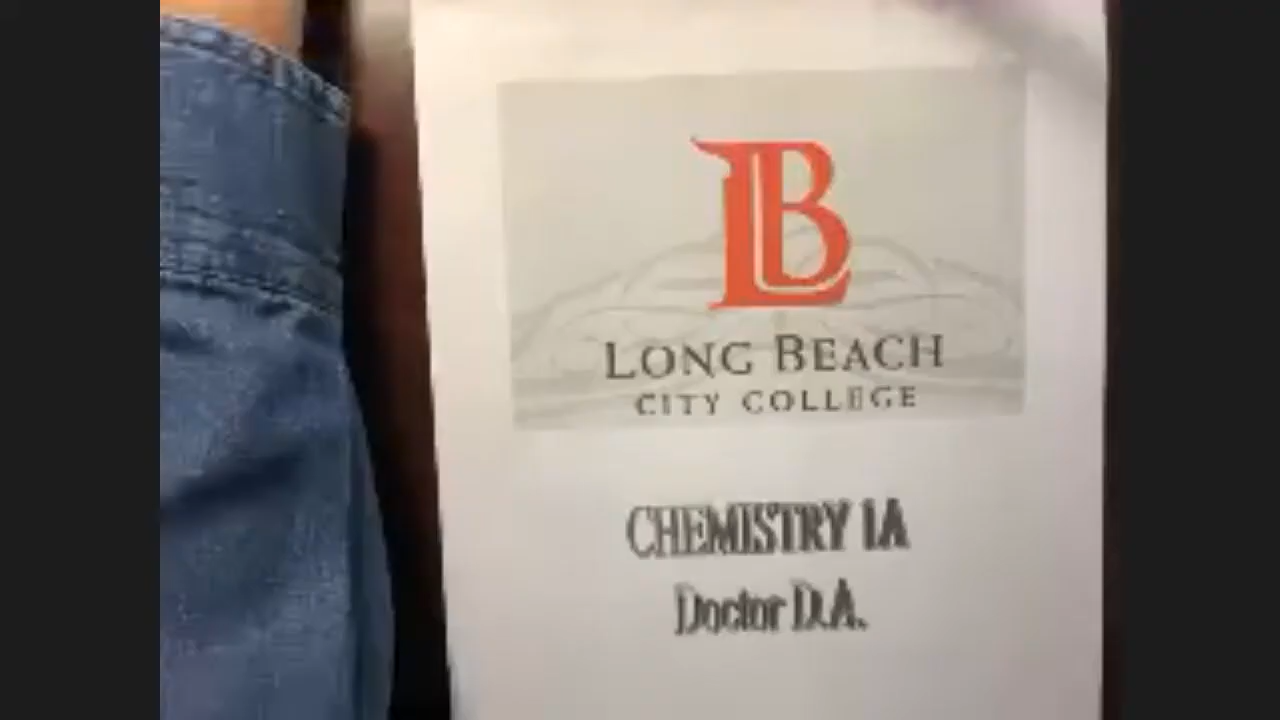 LB
LONG BEACH
CITY COLLEGE
CHEMISTRY 1A
Doctor D.A.